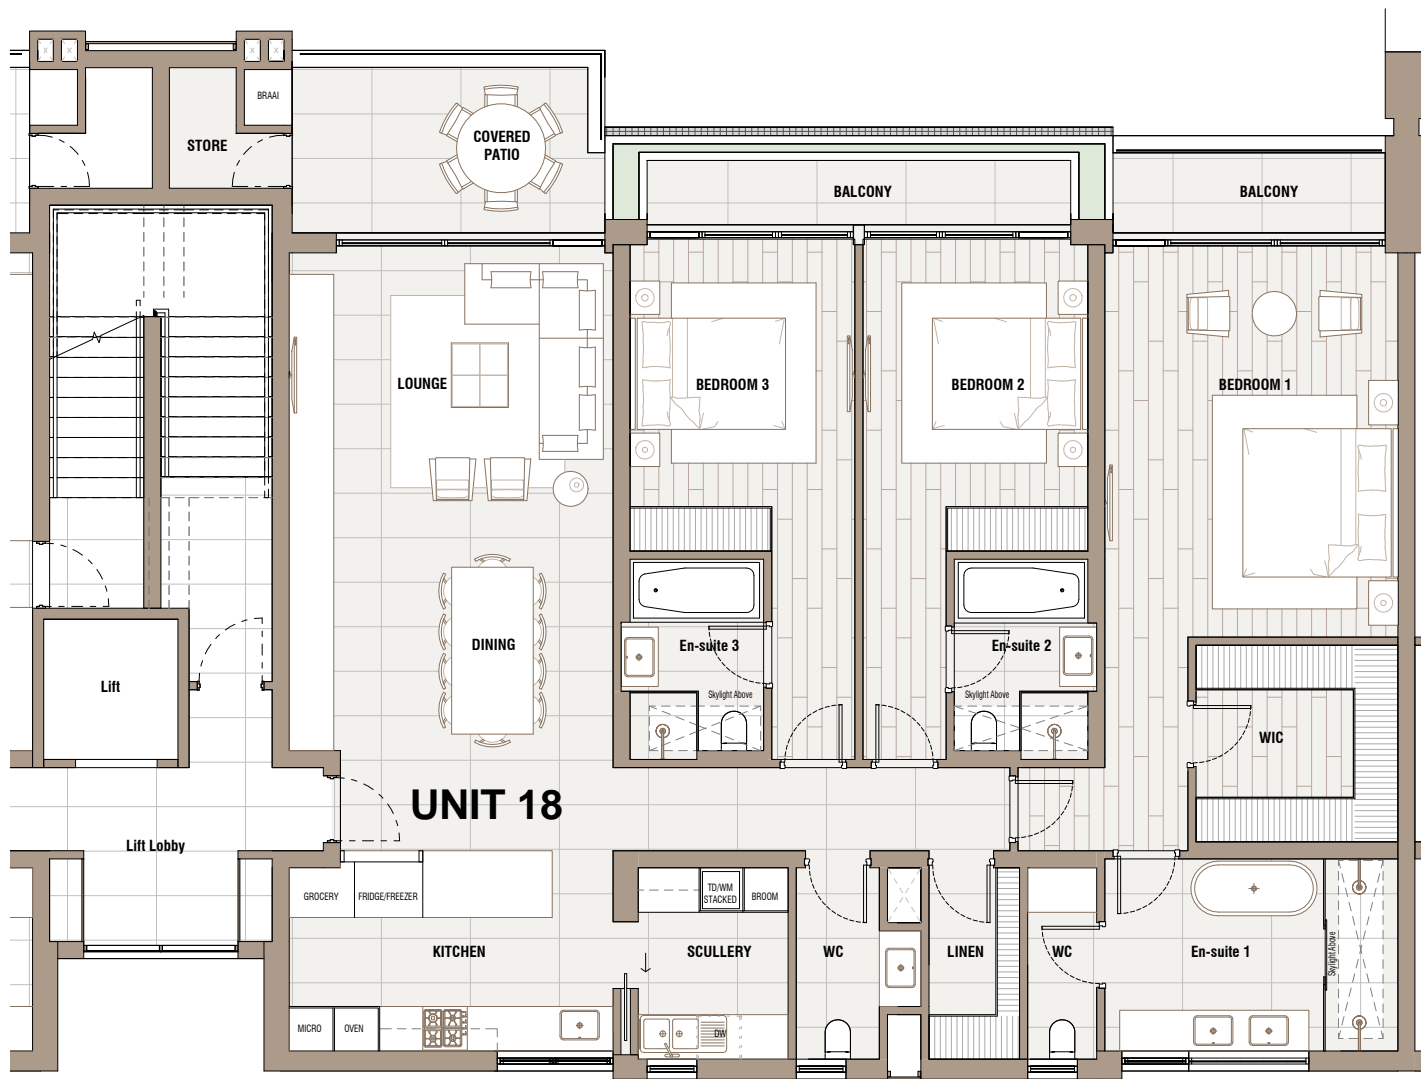 BRAAI
STORE
COVERED
PATIO
BALCONY
BALCONY
LOUNGE
BEDROOM 3
BEDROOM 2
BEDROOM 1
DINING
En-suite 3
En-suite 2
Lift
Skylight Above
Skylight Above
WIC
UNIT 18
Lift Lobby
GROCERY
FRIDGE/FREEZER
TD/WM
STACKED
BROOM
KITCHEN
SCULLERY
WC
LINEN
WC
En-suite 1
Skylight Above
MICRO
OVEN
DW